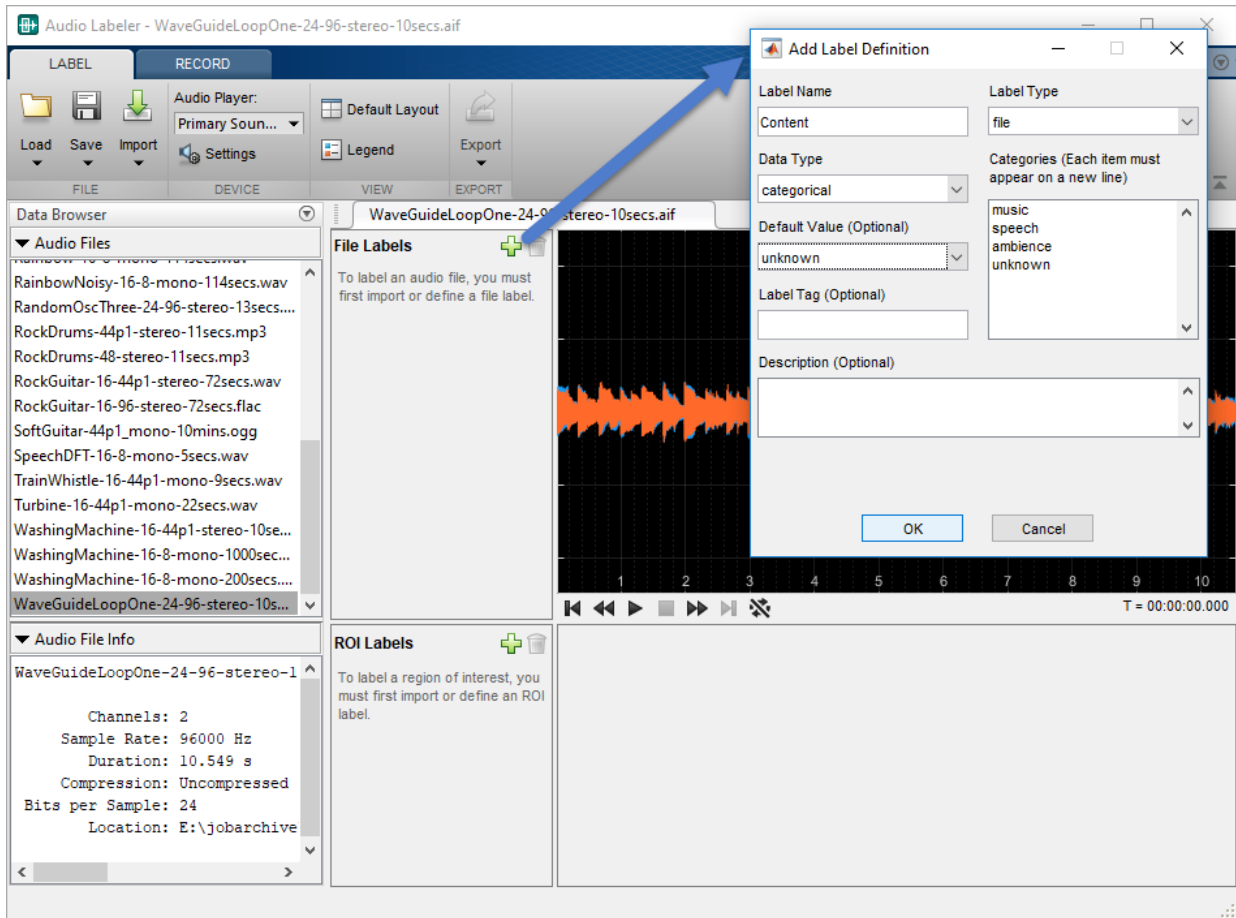 Audio Labeler - WaveGuideLoopOne-24-96-stereo-10secs.aif
LABEL
RECORD
Load
Save
Import
FILE
Audio Player:
Primary Soun...
Settings
DEVICE
Default Layout
Legend
VIEW
Export
EXPORT
Data Browser
Audio Files
RainbowNoisy-16-8-mono-114secs.wav
RandomOscThree-24-96-stereo-13secs....
RockDrums-44p1-stereo-11secs.mp3
RockDrums-48-stereo-11secs.mp3
RockGuitar-16-44p1-stereo-72secs.wav
RockGuitar-16-96-stereo-72secs.flac
SoftGuitar-44p1_mono-10mins.ogg
SpeechDFT-16-8-mono-5secs.wav
TrainWhistle-16-44p1-mono-9secs.wav
Turbine-16-44p1-mono-22secs.wav
WashingMachine-16-44p1-stereo-10se...
WashingMachine-16-8-mono-1000sec...
WashingMachine-16-8-mono-200secs....
WaveGuideLoopOne-24-96-stereo-10s...
Audio File Info
WaveGuideLoopOne-24-96-stereo-1
Channels: 2
Sample Rate: 96000 Hz
Duration: 10.549 s
Compression: Uncompressed
Bits per Sample: 24
Location: E:\jobarchive
WaveGuideLoopOne-24-96-stereo-10secs.aif
File Labels
To label an audio file, you must
first import or define a file label.
1 2 3 4 5 6 7 8 9 10
T = 00:00:00.000
ROI Labels
To label a region of interest, you
must first import or define an ROI
label.
Add Label Definition
Label Name
Content
Label Type
file
Data Type
categorical
Categories (Each item must
appear on a new line)
music
speech
ambience
unknown
Default Value (Optional)
unknown
Label Tag (Optional)
Description (Optional)
OK
Cancel